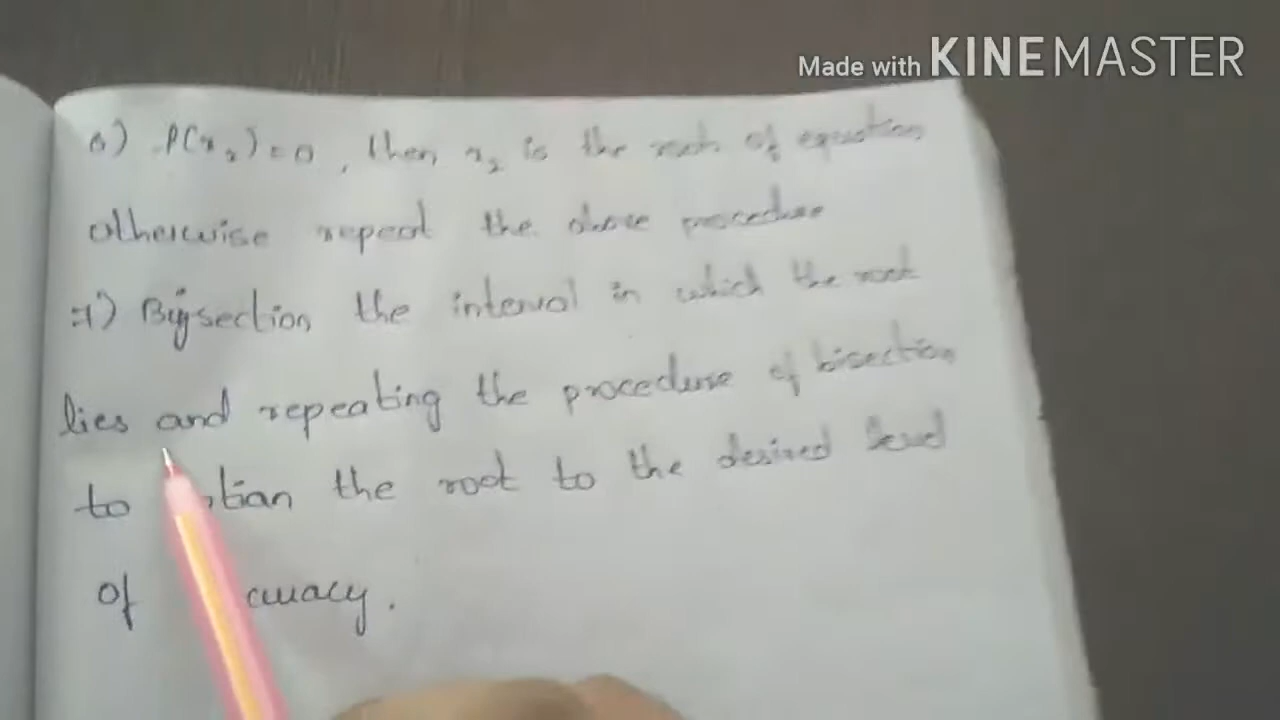 Made with KINEMASTER
6) f(x₂)=0, then x₂ is the root of equation
otherwise repeat the above procedure
7) Bijsection the interval in which the root
lies and repeating the procedure of bisection
to the root to the desired level
of